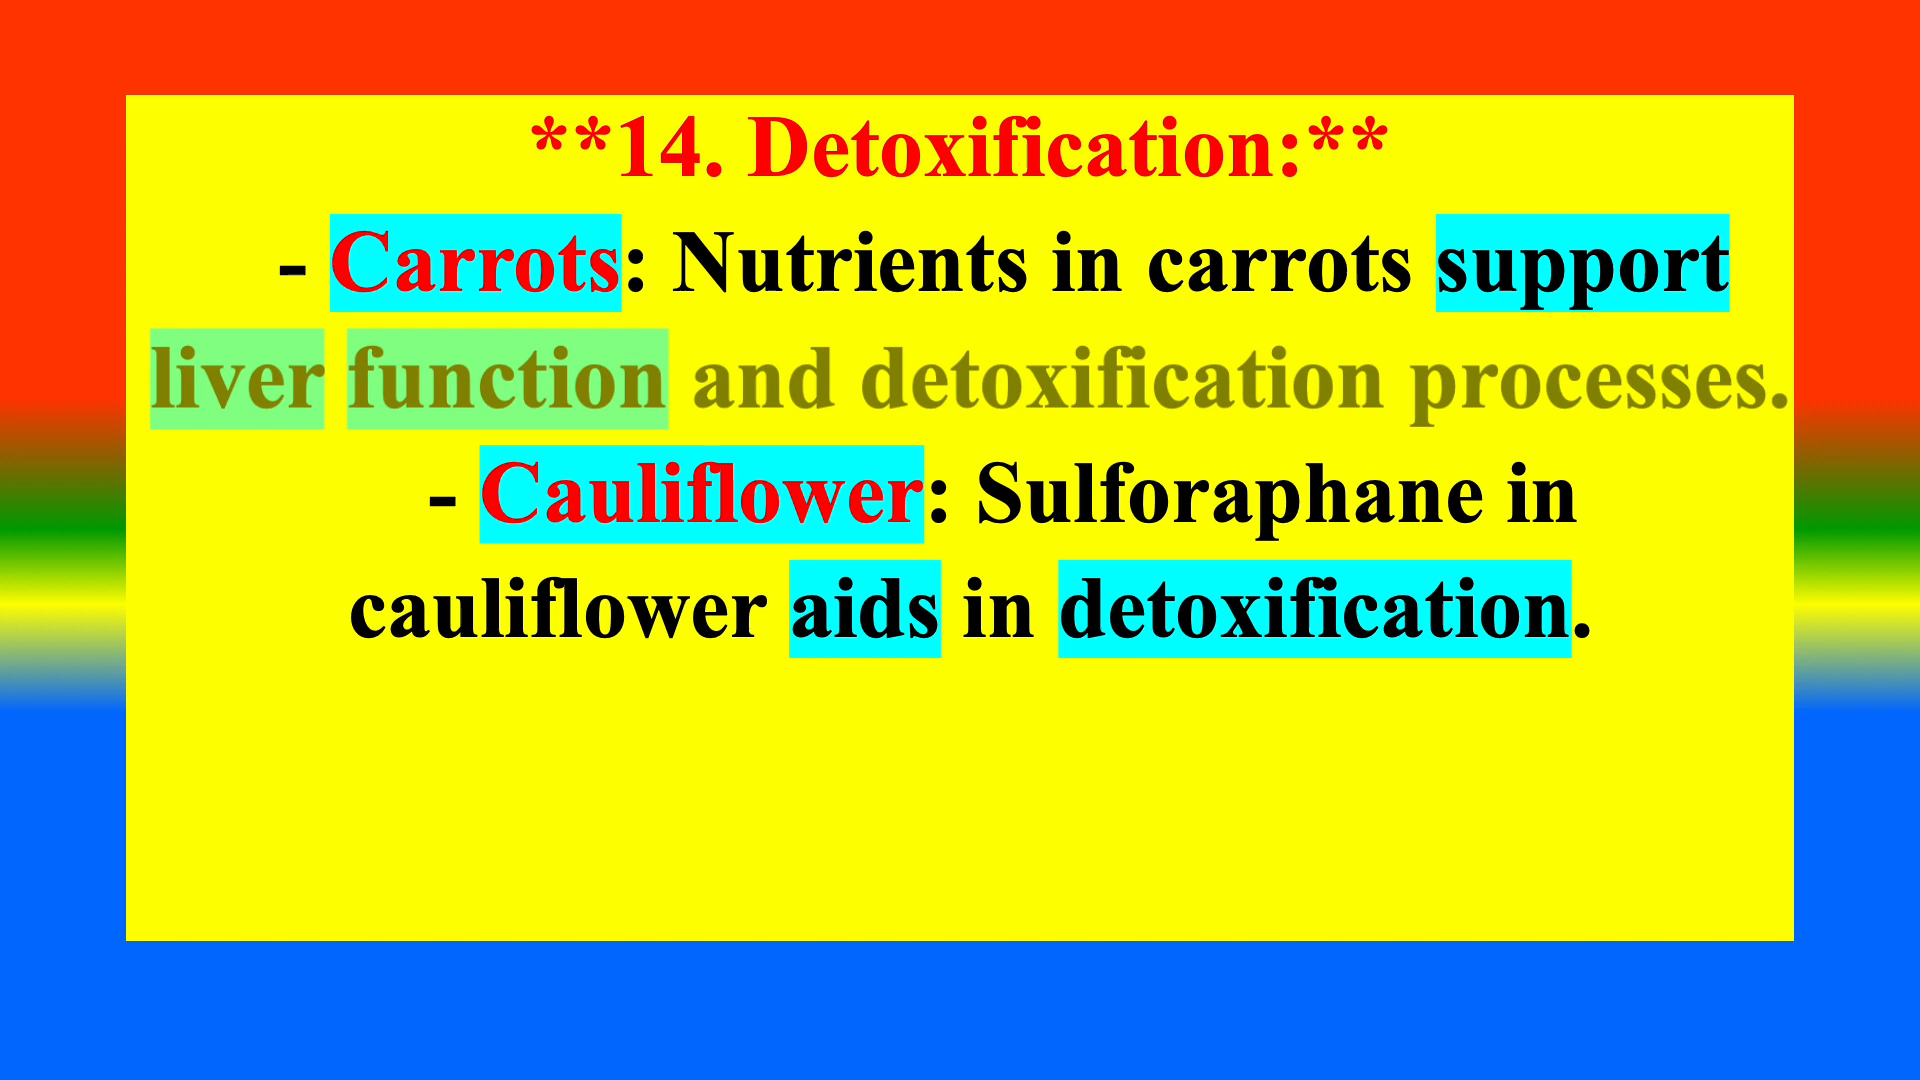 **14. Detoxification:**
- Carrots: Nutrients in carrots support
liver function and detoxification processes.
- Cauliflower: Sulforaphane in
cauliflower aids in detoxification.